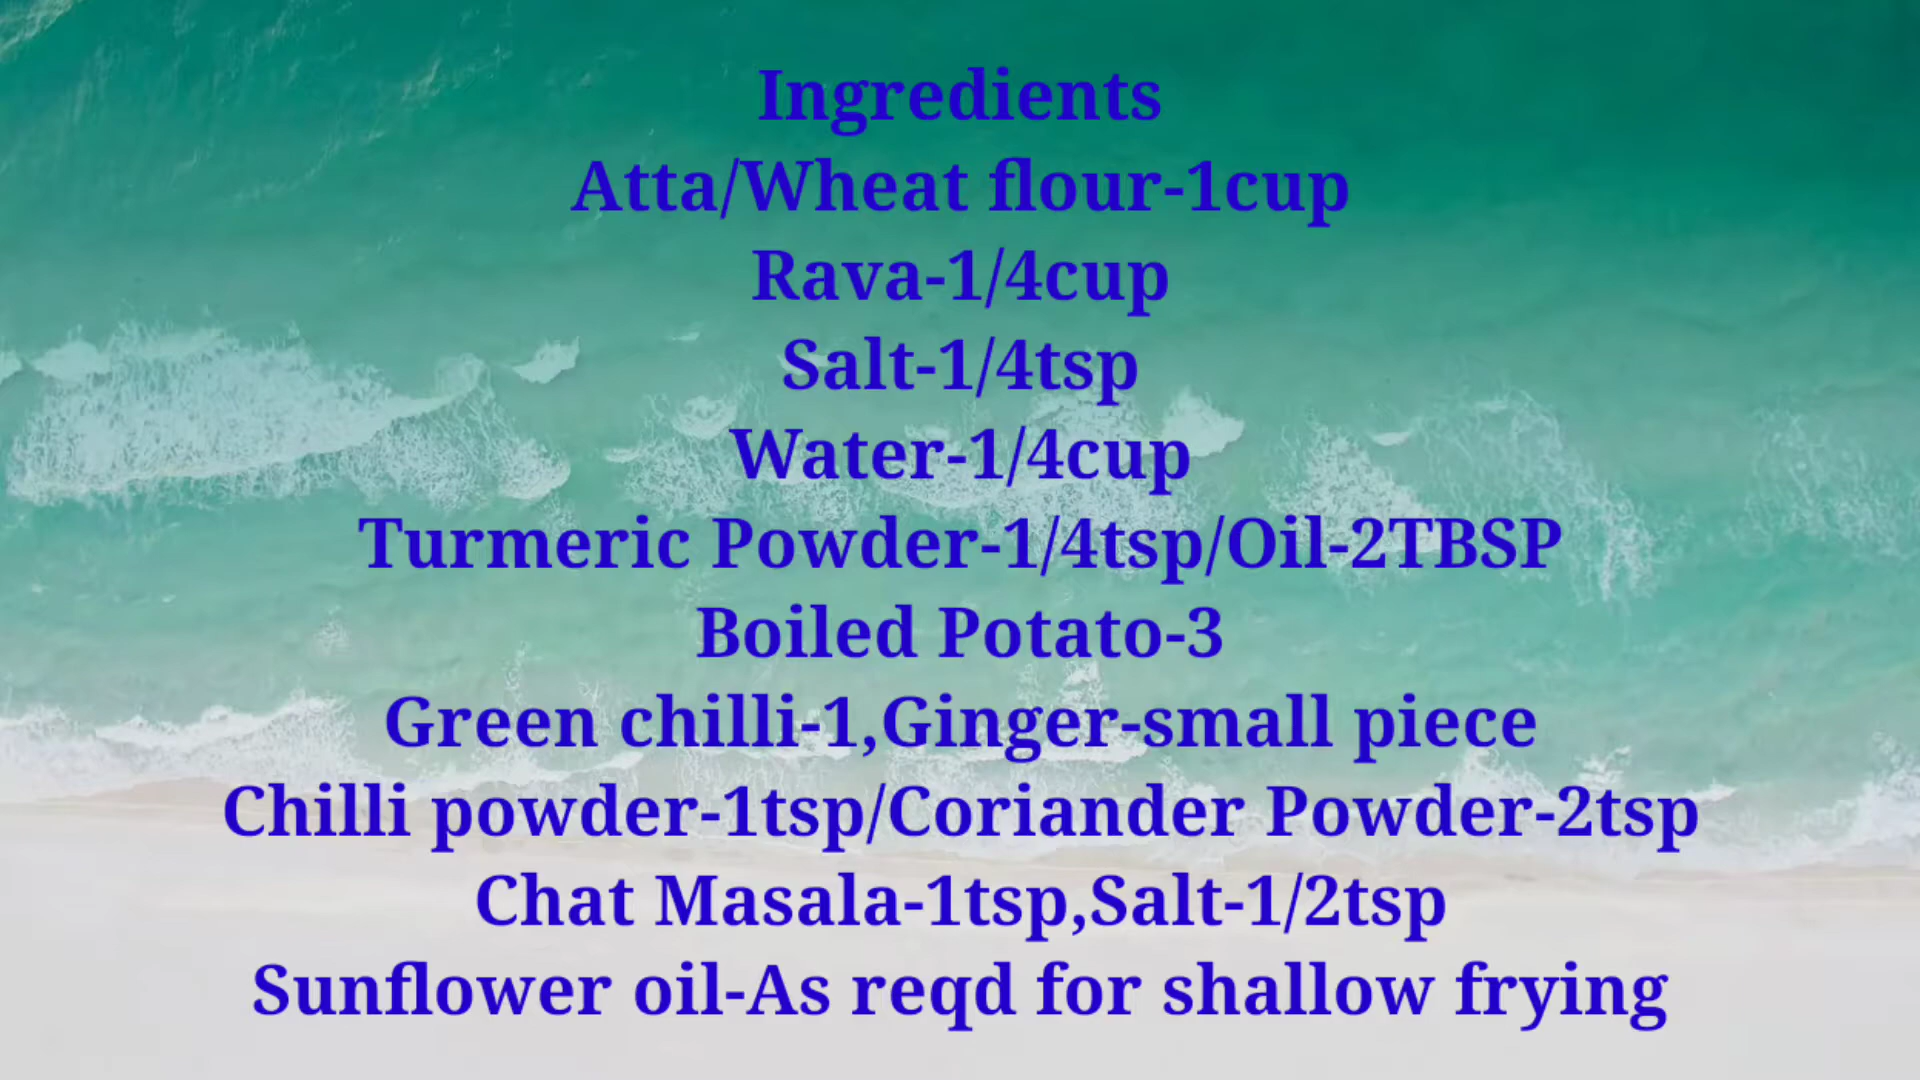 Ingredients
Atta/Wheat flour-1cup
Rava-1/4cup
Salt-1/4tsp
Water-1/4cup
Turmeric Powder-1/4tsp/Oil-2TBSP
Boiled Potato-3
Green chilli-1,Ginger-small piece
Chilli powder-1tsp/Coriander Powder-2tsp
Chat Masala-1tsp,Salt-1/2tsp
Sunflower oil-As reqd for shallow frying